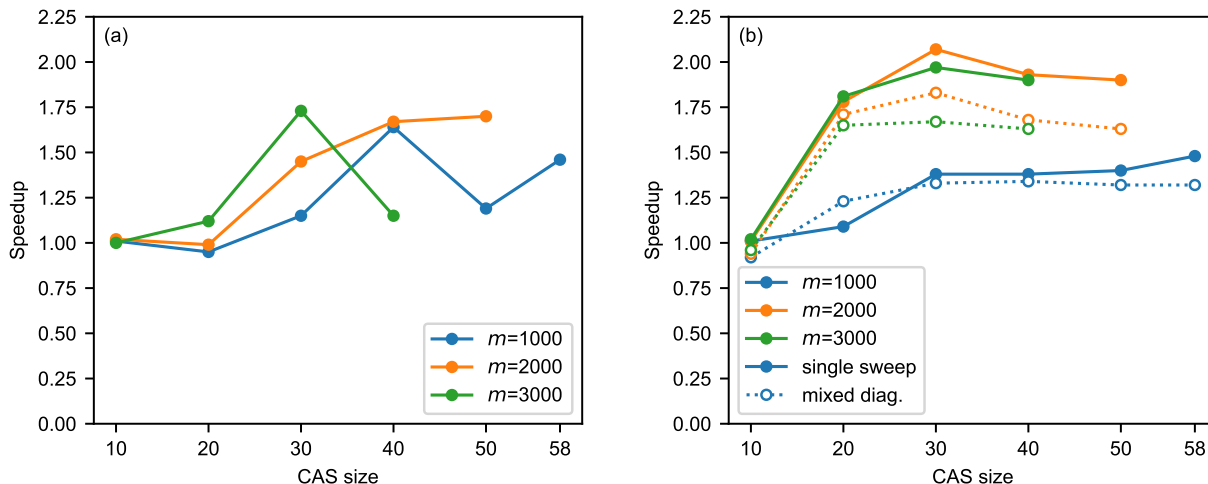 (a)
2.25
2.00
1.75
1.50
1.25
1.00
0.75
0.50
0.25
0.00
Speedup
10 20 30 40 50 58
CAS size
m=1000
m=2000
m=3000
(b)
2.25
2.00
1.75
1.50
1.25
1.00
0.75
0.50
0.25
0.00
Speedup
10 20 30 40 50 58
CAS size
m=1000
m=2000
m=3000
single sweep
mixed diag.